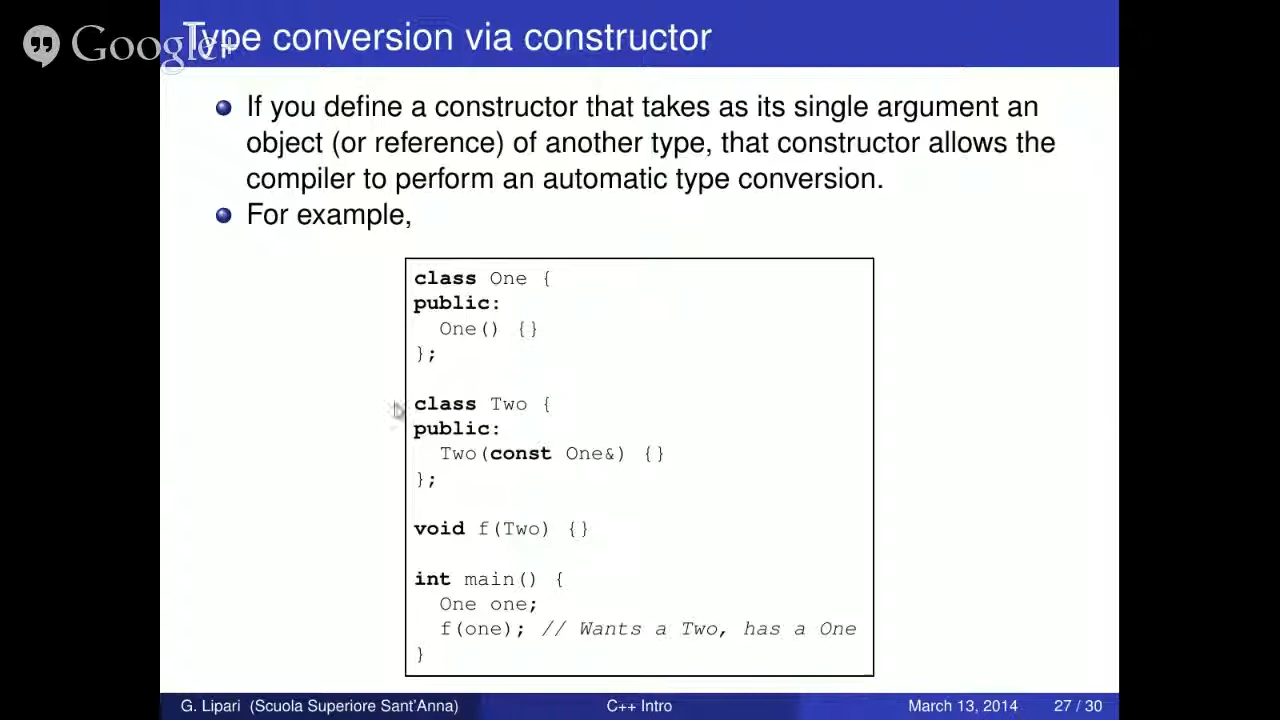 Google+
Type conversion via constructor
If you define a constructor that takes as its single argument an
object (or reference) of another type, that constructor allows the
compiler to perform an automatic type conversion.
For example,
class One {
public:
  One() {}
};
class Two {
public:
  Two(const One&) {}
};
void f(Two) {}
int main() {
  One one;
  f(one); // Wants a Two, has a One
}
G. Lipari (Scuola Superiore Sant'Anna) C++ Intro March 13, 2014 27 / 30